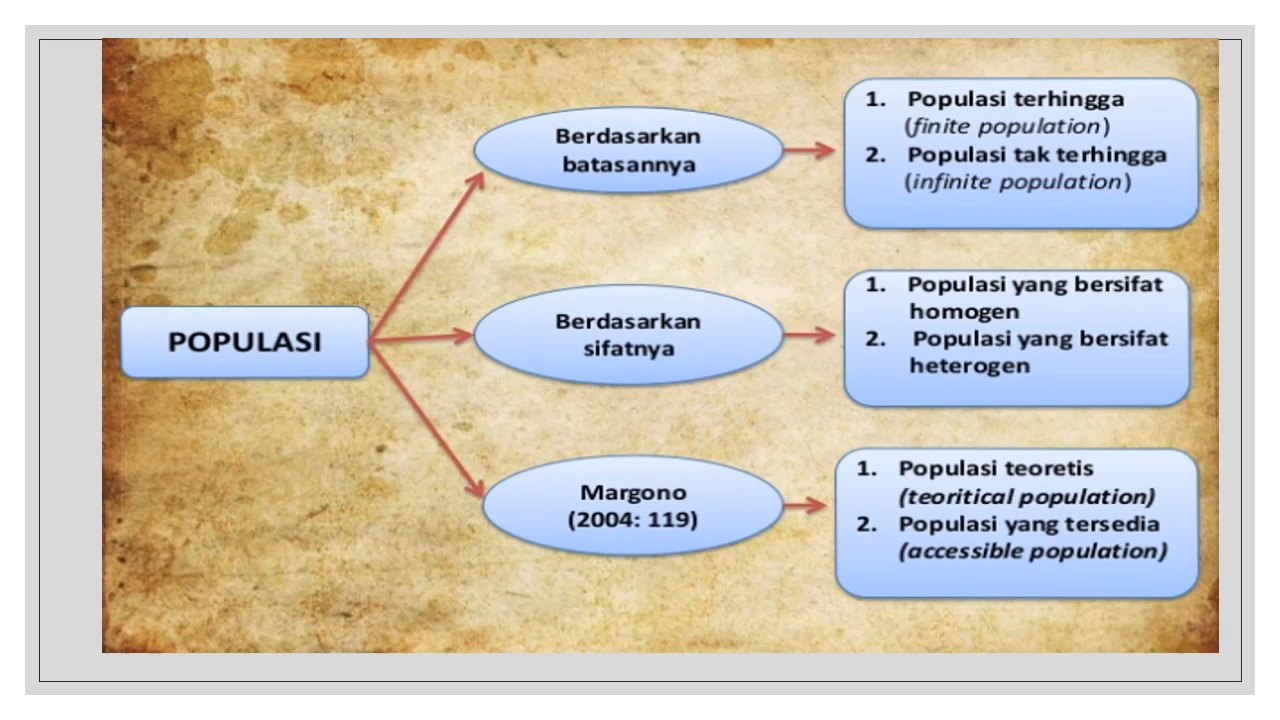 POPULASI
Berdasarkan
batasannya
1. Populasi terhingga
(finite population)
2. Populasi tak terhingga
(infinite population)
Berdasarkan
sifatnya
1. Populasi yang bersifat
homogen
2. Populasi yang bersifat
heterogen
Margono
(2004: 119)
1. Populasi teoretis
(teoritical population)
2. Populasi yang tersedia
(accessible population)